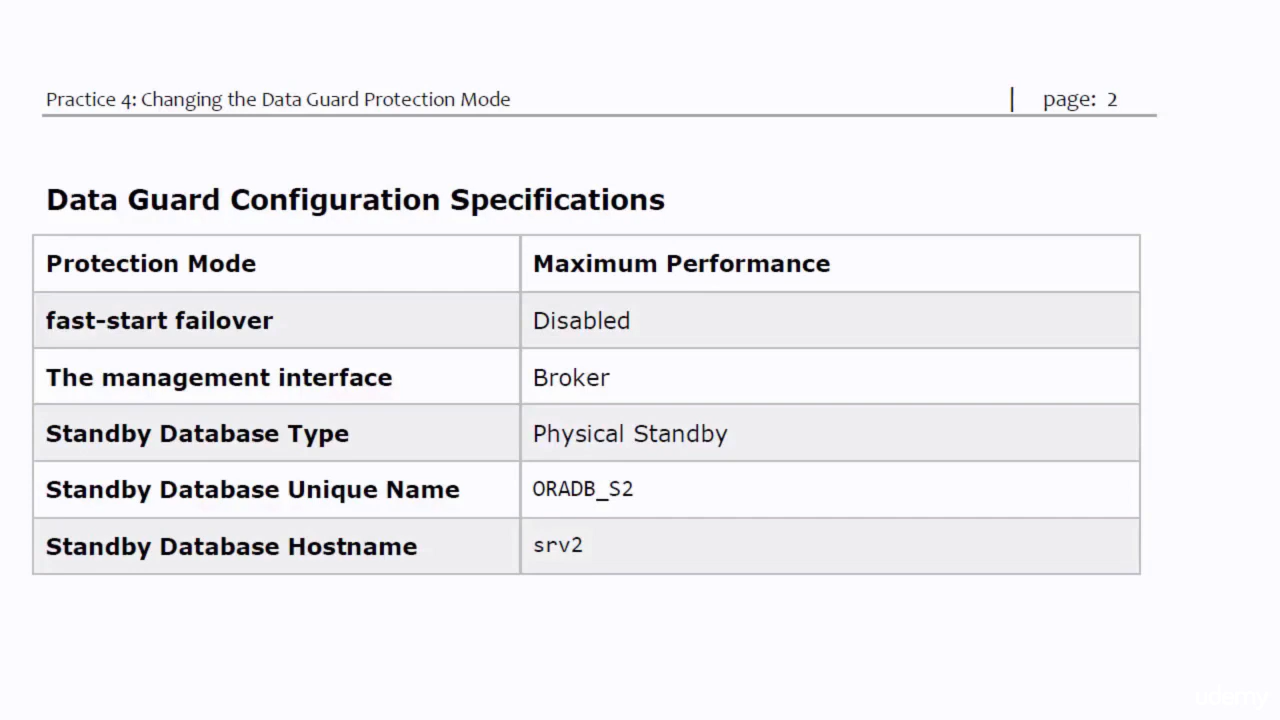 Practice 4: Changing the Data Guard Protection Mode | page: 2
Data Guard Configuration Specifications
Protection Mode Maximum Performance
fast-start failover Disabled
The management interface Broker
Standby Database Type Physical Standby
Standby Database Unique Name ORADB_S2
Standby Database Hostname srv2
udemy